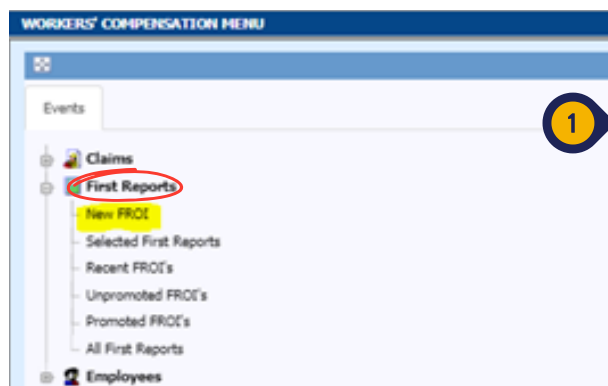 WORKERS' COMPENSATION MENU
Events
1
Claims
First Reports
New FROI
Selected First Reports
Recent FROI's
Unpromoted FROI's
Promoted FROI's
All First Reports
Employees